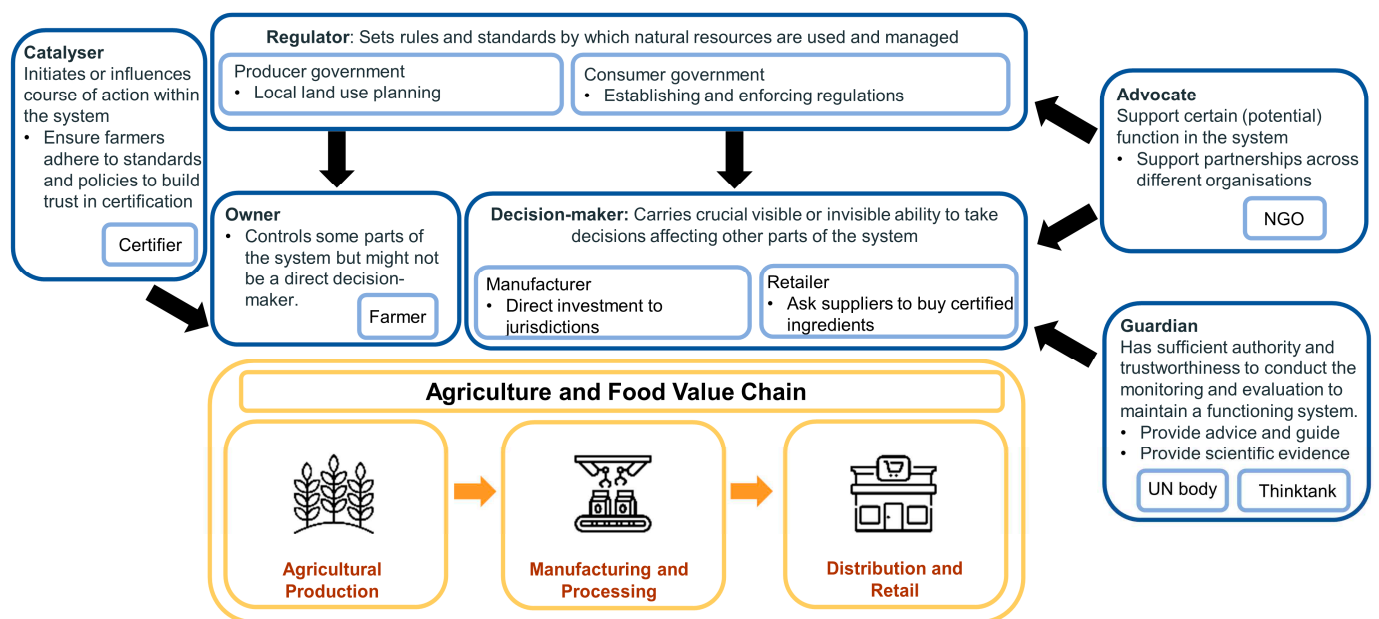 Catalyser
Initiates or influences
course of action within
the system
• Ensure farmers
adhere to standards
and policies to build
trust in certification
Certifier
Regulator: Sets rules and standards by which natural resources are used and managed
Producer government
• Local land use planning
Consumer government
• Establishing and enforcing regulations
Owner
• Controls some parts of
the system but might not
be a direct decision-
maker.
Farmer
Decision-maker: Carries crucial visible or invisible ability to take
decisions affecting other parts of the system
Manufacturer
• Direct investment to
jurisdictions
Retailer
• Ask suppliers to buy certified
ingredients
Advocate
Support certain (potential)
function in the system
• Support partnerships across
different organisations
NGO
Guardian
Has sufficient authority and
trustworthiness to conduct the
monitoring and evaluation to
maintain a functioning system.
• Provide advice and guide
• Provide scientific evidence
UN body
Thinktank
Agriculture and Food Value Chain
Agricultural
Production
Manufacturing and
Processing
Distribution and
Retail